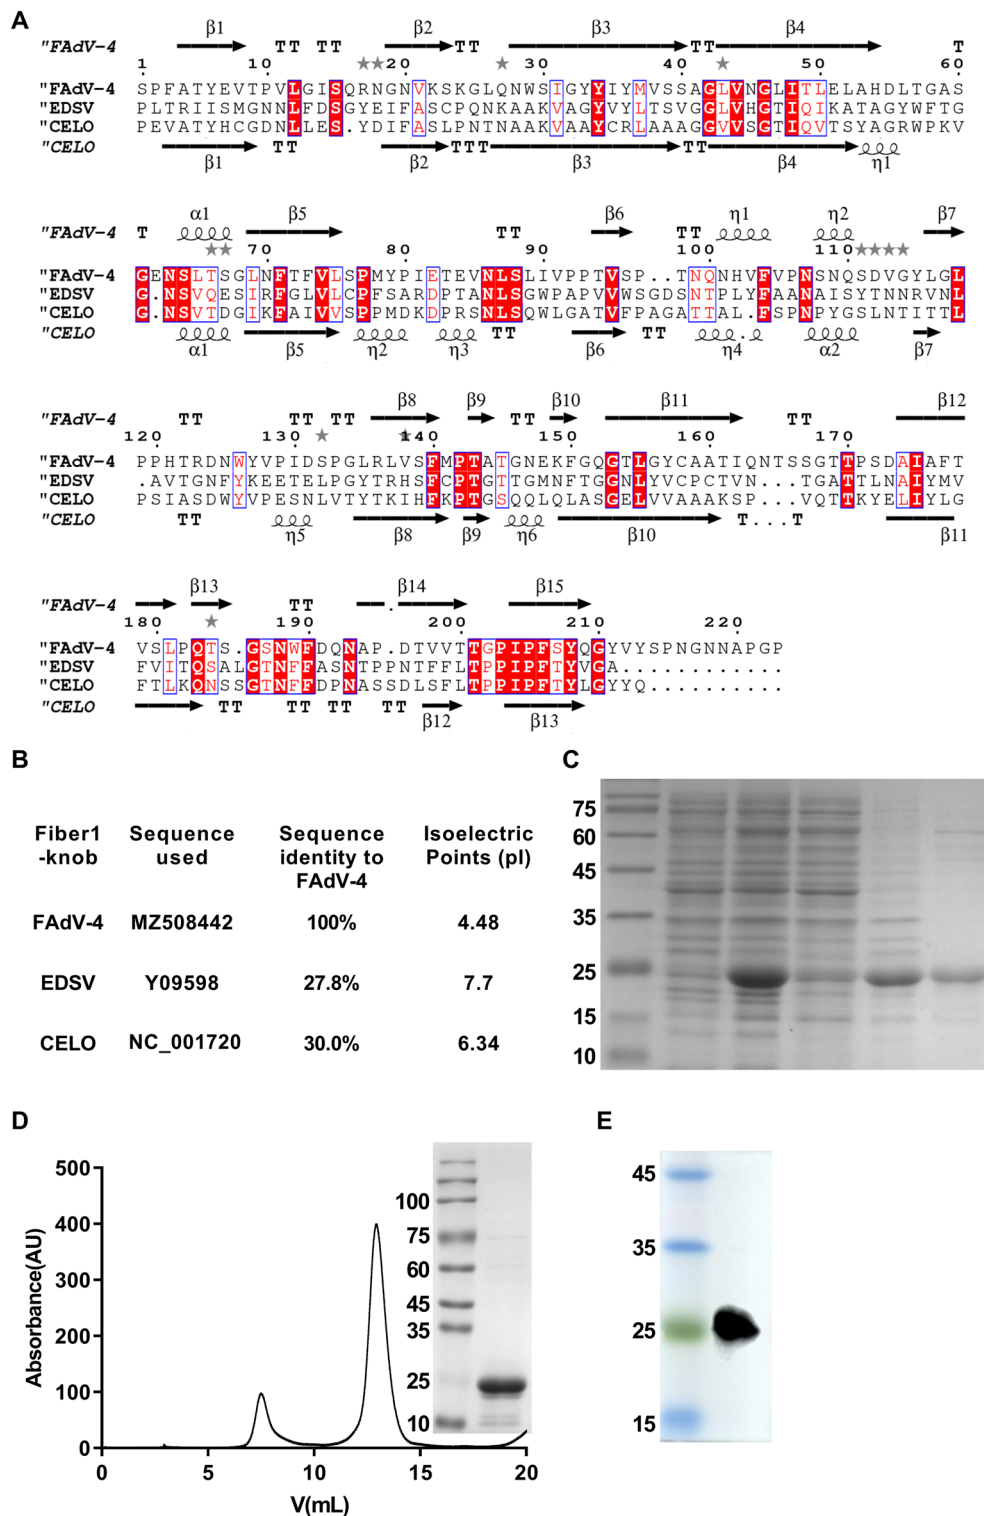 A
β1 β2 β3 β4
"FAdV-4 TT TT TT TT T
1 10 20 30 40 50 60
"FAdV-4 SPFATYEVTPVLGISQRNGNVKSKGLQNWSIGYYIYMVSSAGLVNGLITLELAHDLTGAS
"EDSV PLTRIISMGNNLFDSGYEIFASCPQNKAAKVAGYVYLTSVGGLVHGTIQIKATAGYWFTG
"CELO PEVATYHCGDNLLES.YDIFASLPNTNKAAKVAAYCRLAAAGGVVSGTIQVTSYAGRWPKV
"CELO TT TTT TT
β1 β2 β3 β4 η1
α1 β5 β6 η1 η2 β7
"FAdV-4 T TT TT
70 80 90 100 110
"FAdV-4 GENSLTSGLNFTFVLSPMYPIETEVNLSLIVPPTVSP..TNQNHVFVPNSNQSDVGYLGL
"EDSV G.NSVQESIRFGLVLCPFSARDPTANLSGWPAPVVWSGDSNTPLYFAANAISYTNNRVNL
"CELO G.NSVTDGIKFAIVVSPPMDKDPRSNLSQWLGATVFPAGATTAL.FSPNPYGSLNTITTL
"CELO TT TT
α1 β5 η2 η3 β6 η4 α2 β7
β8 β9 β10 β11 β12
"FAdV-4 TT TT TT TT TT
120 130 140 150 160 170
"FAdV-4 PPHTRDNWYVPIDSPGLRLVSFMPTATGNEKFGQGTLGYCAATIQNTSSGTTPSDAIAFT
"EDSV .AVTGNFYKEETELPGYTRHSFCPTGTTGMNFTGGNLYVCPCTVN...TGATTLNAIYMV
"CELO PSIASDWYVPESNLVTYTKIHFKPTGSQQLQLASGELVVAAAKSP...VQTTKYELIYLG
"CELO TT T...T
η5 β8 β9 η6 β10 β11
β13 β14 β15
"FAdV-4 TT .
180 190 200 210 220
"FAdV-4 VSLPQTS.GSNWFDQNAP.DTVVTTGPIPFSYQGYVYSPNGNNAPGP
"EDSV FVITQSALGTNFFASNTPPNTFFLTPPIPFTYVGA............
"CELO FTLKQNSSGTNFFDPNASSDLSFLTPPIPFTYLGYYQ..........
"CELO TT TT TT TT
β12 β13
B
C
Fiber1 Sequence Sequence Isoelectric
-knob used identity to Points (pI)
FAdV-4
FAdV-4 MZ508442 100% 4.48
EDSV Y09598 27.8% 7.7
CELO NC_001720 30.0% 6.34
75
60
45
35
25
15
10
D
500
400
300
200
100
0
Absorbance(AU)
0 5 10 15 20
V(mL)
100
75
60
45
35
25
10
E
45
35
25
15